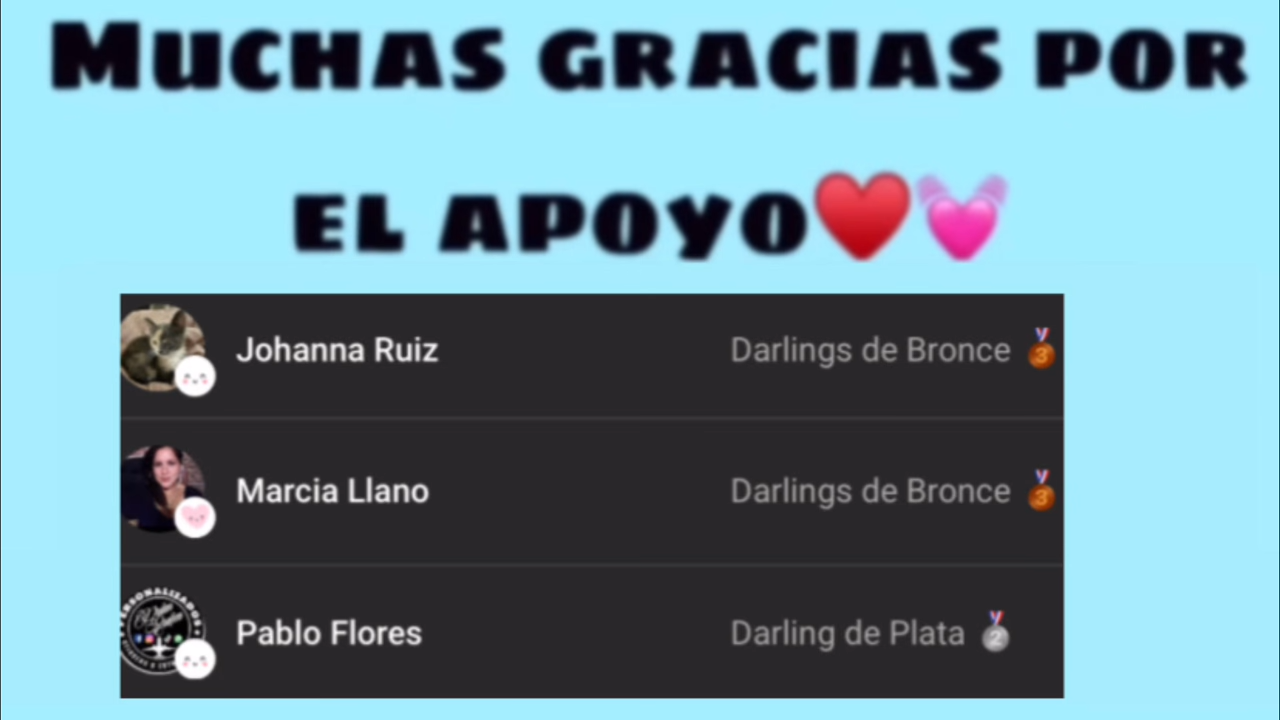 Muchas gracias por
el apoyo♥️💓
Johanna Ruiz Darlings de Bronce 🥉
Marcia Llano Darlings de Bronce 🥉
PERSONALIZADOS
Pablo Flores Darling de Plata 🥈